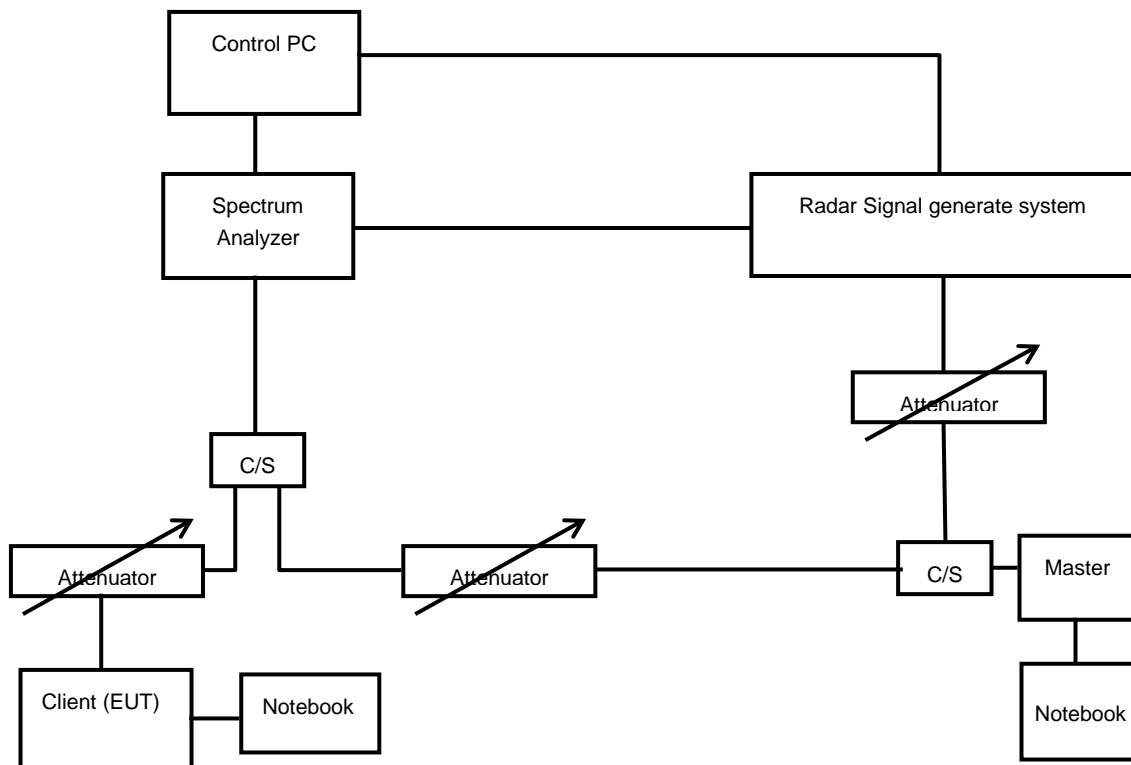 Control PC
Spectrum
Analyzer
Radar Signal generate system
Attenuator
C/S
Attenuator
Attenuator
C/S
Master
Client (EUT)
Notebook
Notebook